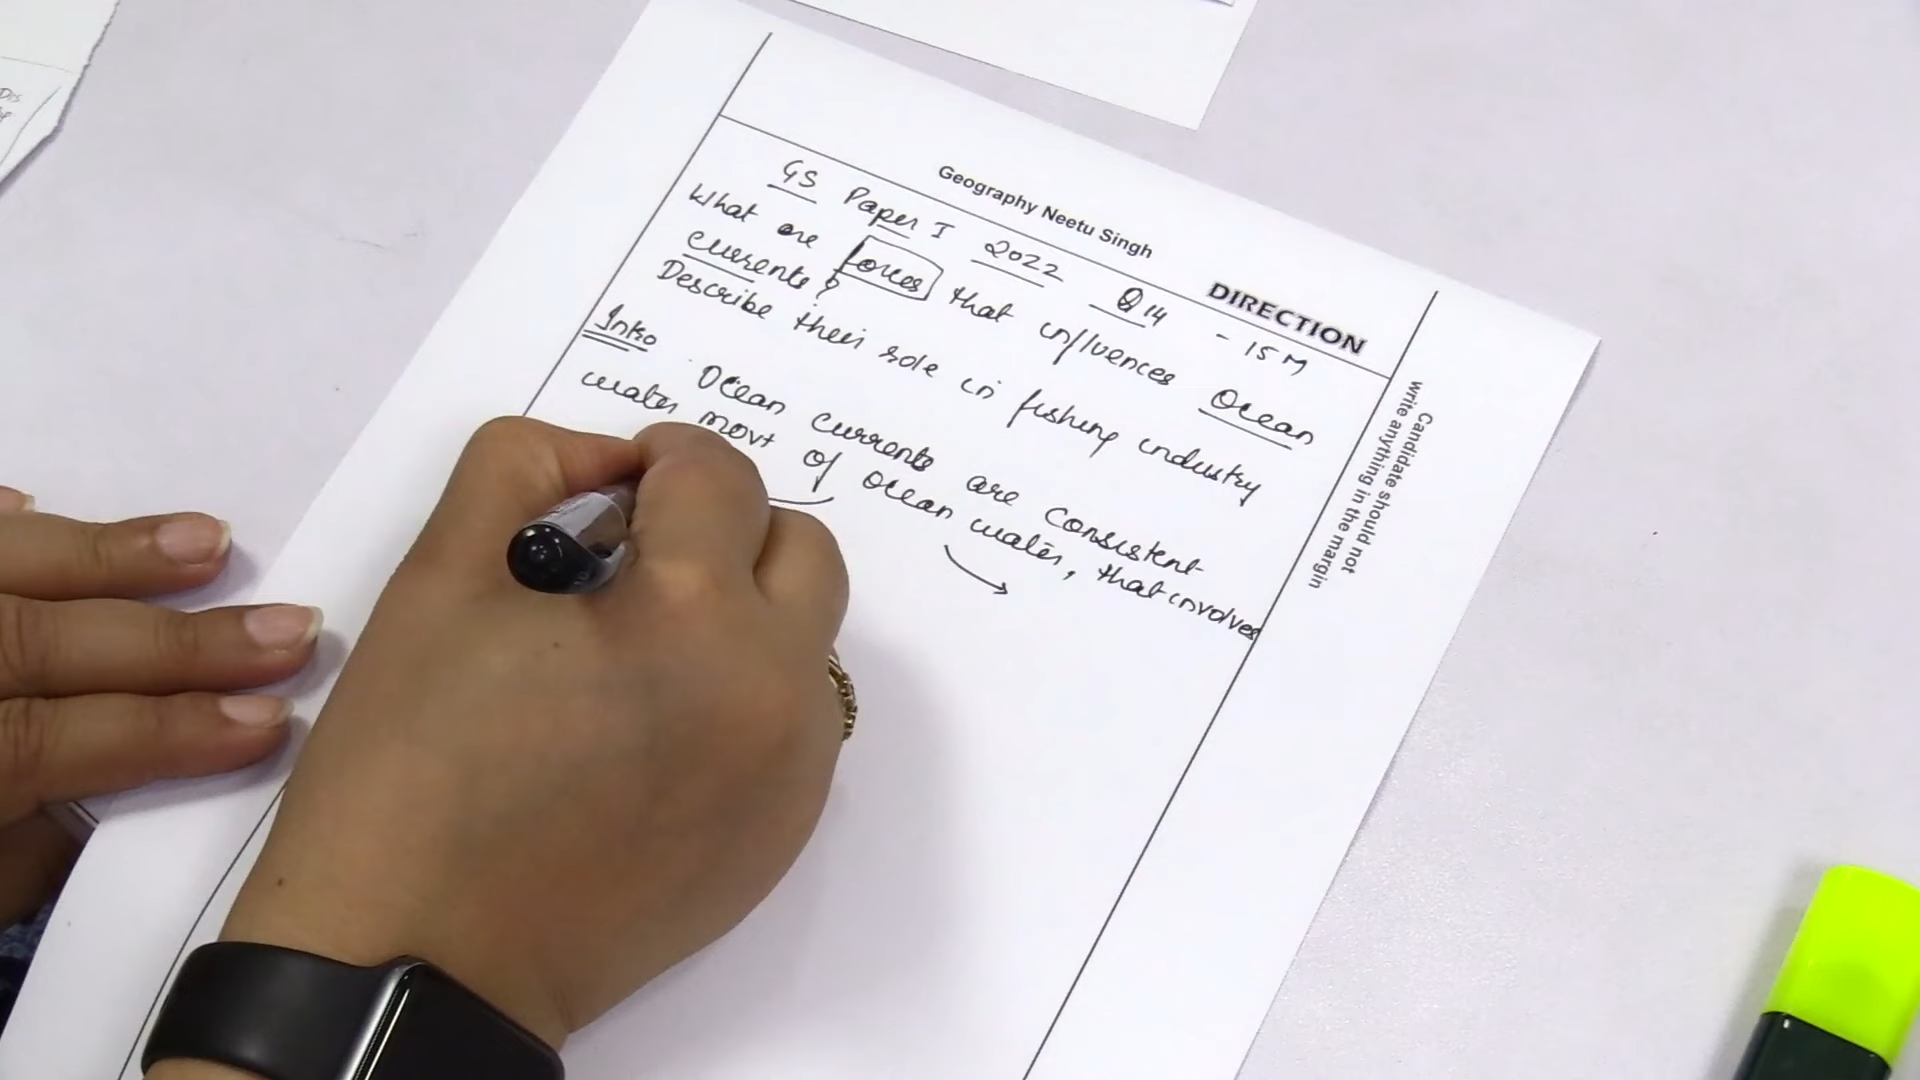 Geography Neetu Singh
DIRECTION
GS Paper I 2022 Q 14 - 15 M
What are forces that influences Ocean
currents?
Describe their role in fishing industry
Intro
Ocean currents are consistent
water movt of ocean water, that involves
Candidate should not
write anything in the margin